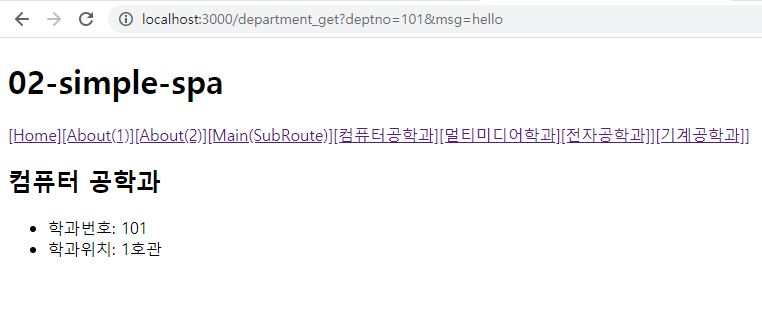 localhost:3000/department_get?deptno=101&msg=hello
02-simple-spa
[Home][About(1)][About(2)][Main(SubRoute)][컴퓨터공학과][멀티미디어학과][전자공학과]][기계공학과]]
컴퓨터 공학과
학과번호: 101
학과위치: 1호관